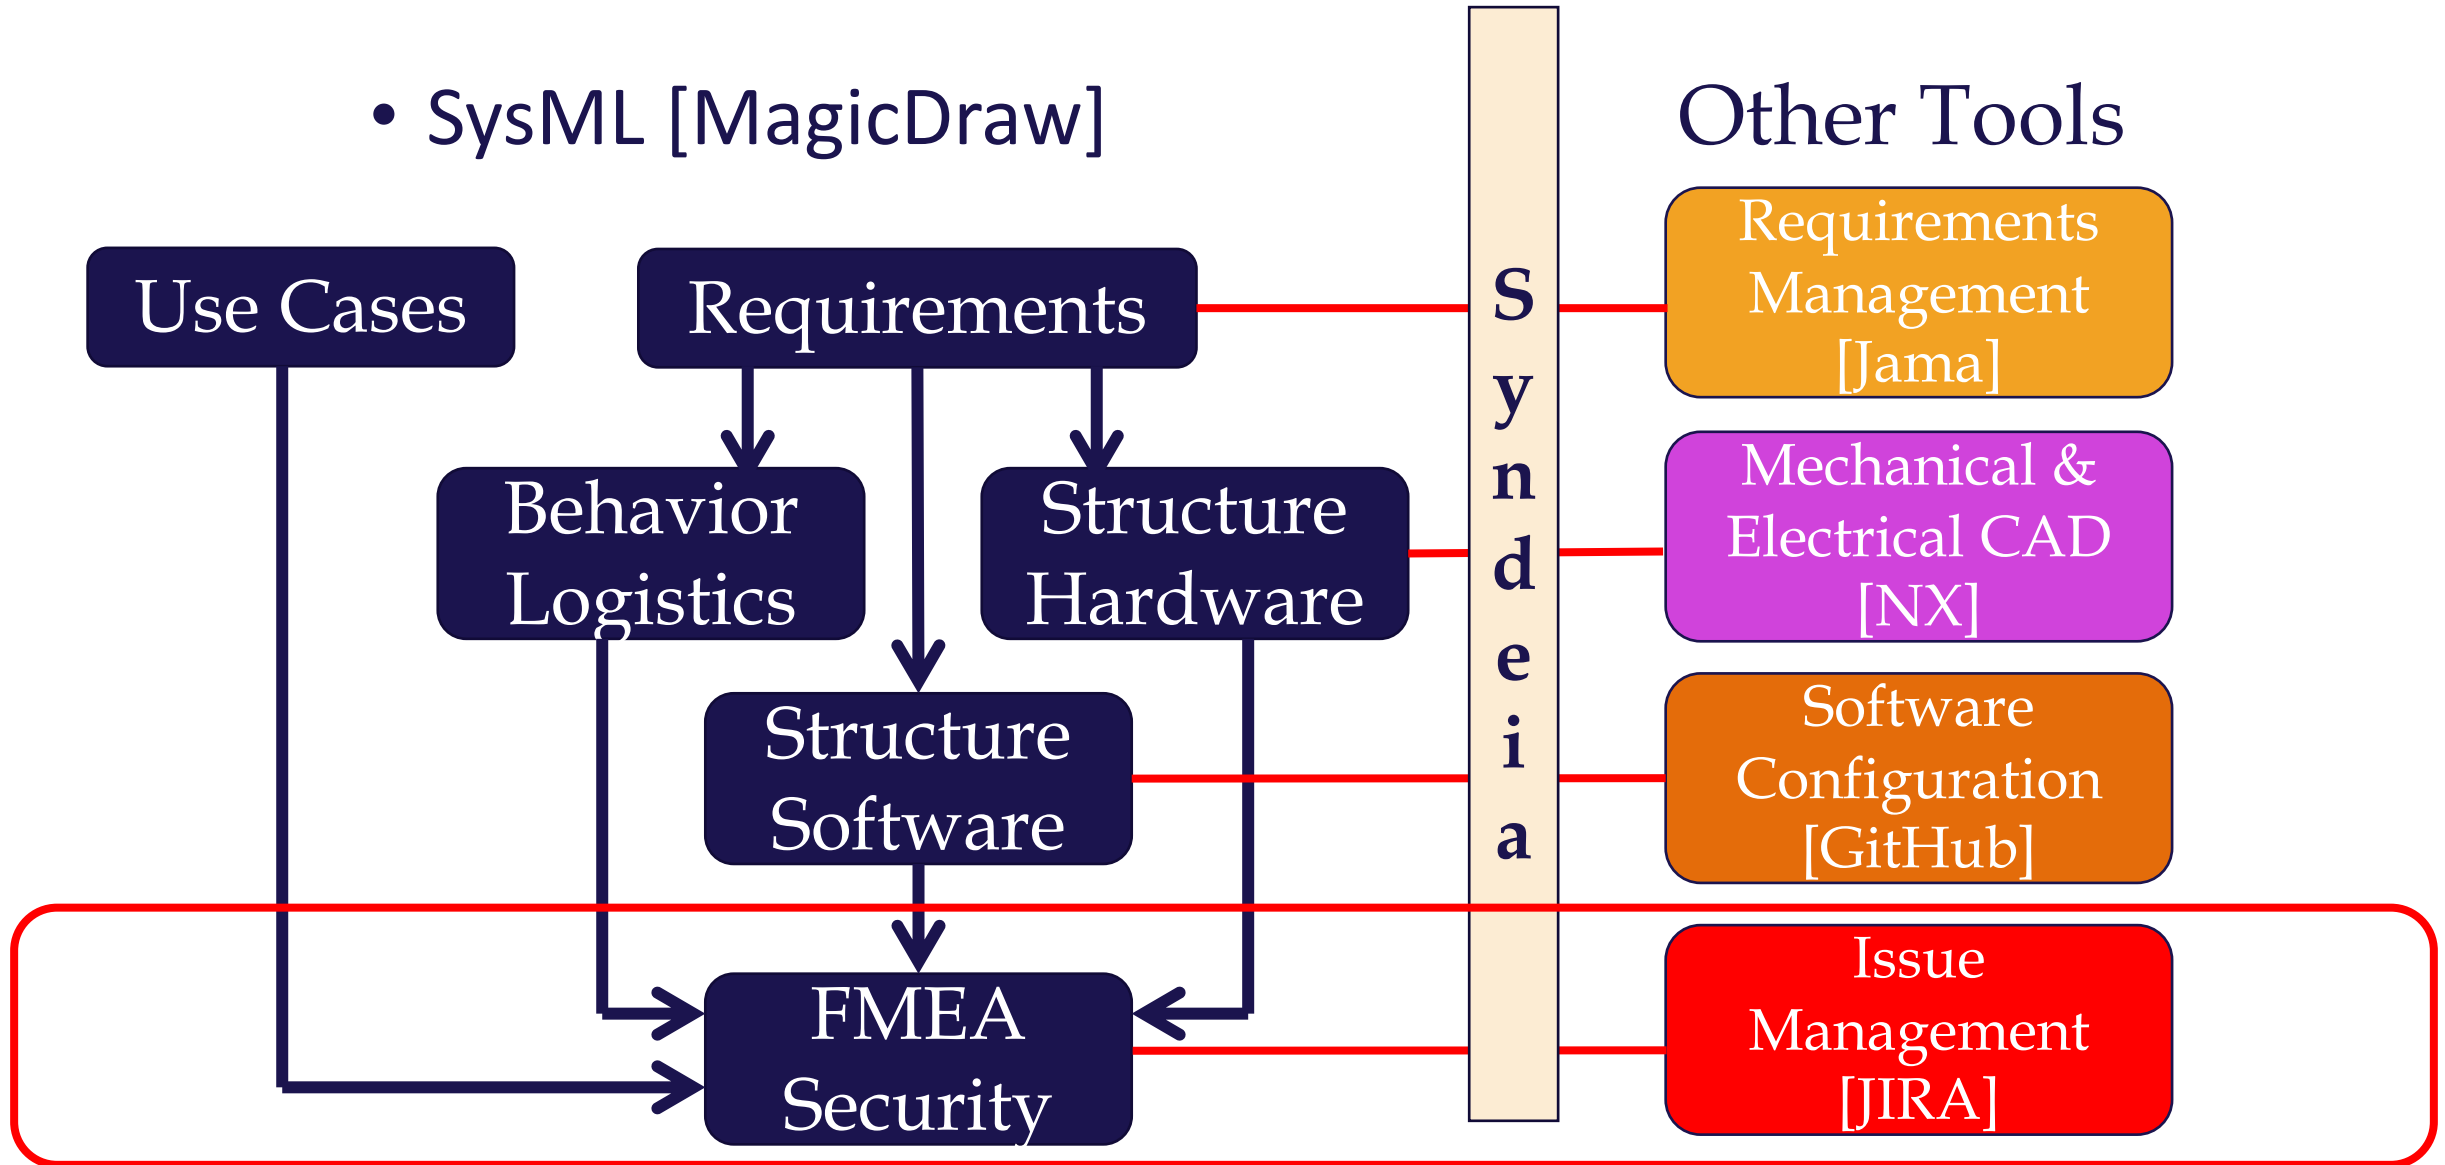 • SysML [MagicDraw]
Other Tools
Use Cases
Requirements
Behavior
Logistics
Structure
Hardware
Structure
Software
FMEA
Security
S
y
n
d
e
i
a
Requirements
Management
[Jama]
Mechanical &
Electrical CAD
[NX]
Software
Configuration
[GitHub]
Issue
Management
[JIRA]